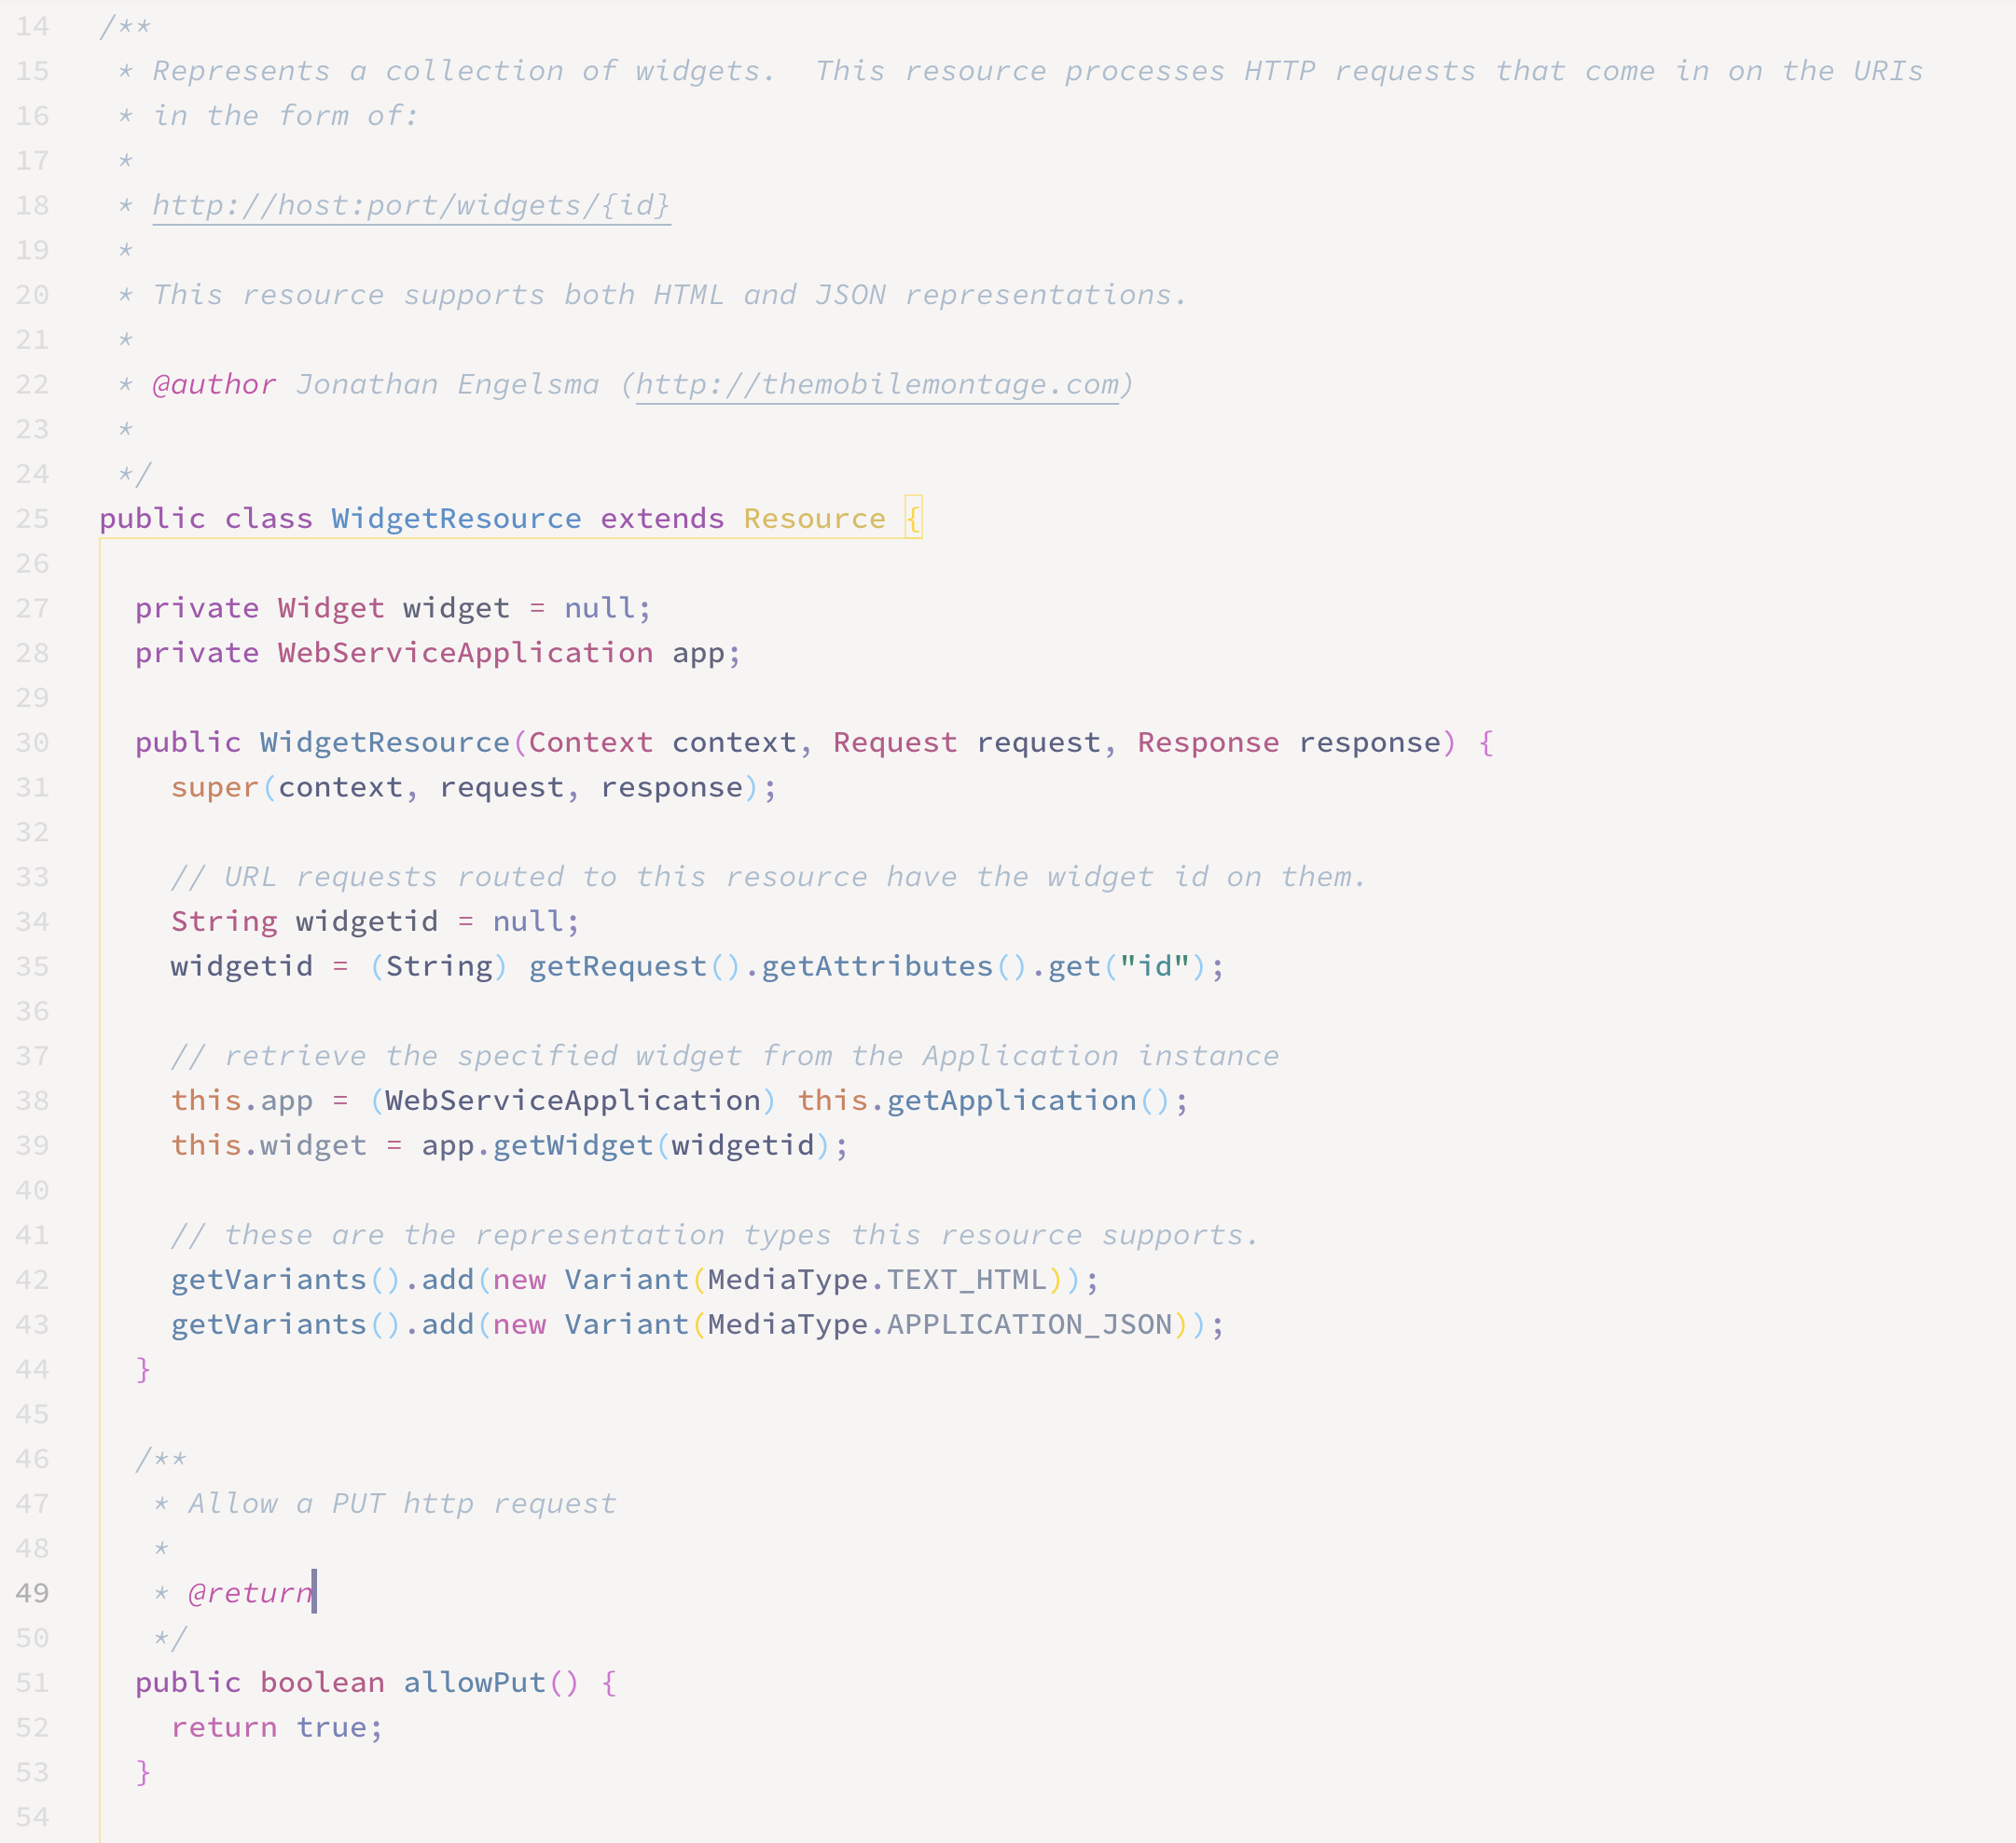 14 /**
15  * Represents a collection of widgets.  This resource processes HTTP requests that come in on the URIs
16  * in the form of:
17  *
18  * http://host:port/widgets/{id}
19  *
20  * This resource supports both HTML and JSON representations.
21  *
22  * @author Jonathan Engelsma (http://themobilemontage.com)
23  *
24  */
25 public class WidgetResource extends Resource {
26
27   private Widget widget = null;
28   private WebServiceApplication app;
29
30   public WidgetResource(Context context, Request request, Response response) {
31     super(context, request, response);
32
33     // URL requests routed to this resource have the widget id on them.
34     String widgetid = null;
35     widgetid = (String) getRequest().getAttributes().get("id");
36
37     // retrieve the specified widget from the Application instance
38     this.app = (WebServiceApplication) this.getApplication();
39     this.widget = app.getWidget(widgetid);
40
41     // these are the representation types this resource supports.
42     getVariants().add(new Variant(MediaType.TEXT_HTML));
43     getVariants().add(new Variant(MediaType.APPLICATION_JSON));
44   }
45
46   /**
47    * Allow a PUT http request
48    *
49    * @return
50    */
51   public boolean allowPut() {
52     return true;
53   }
54